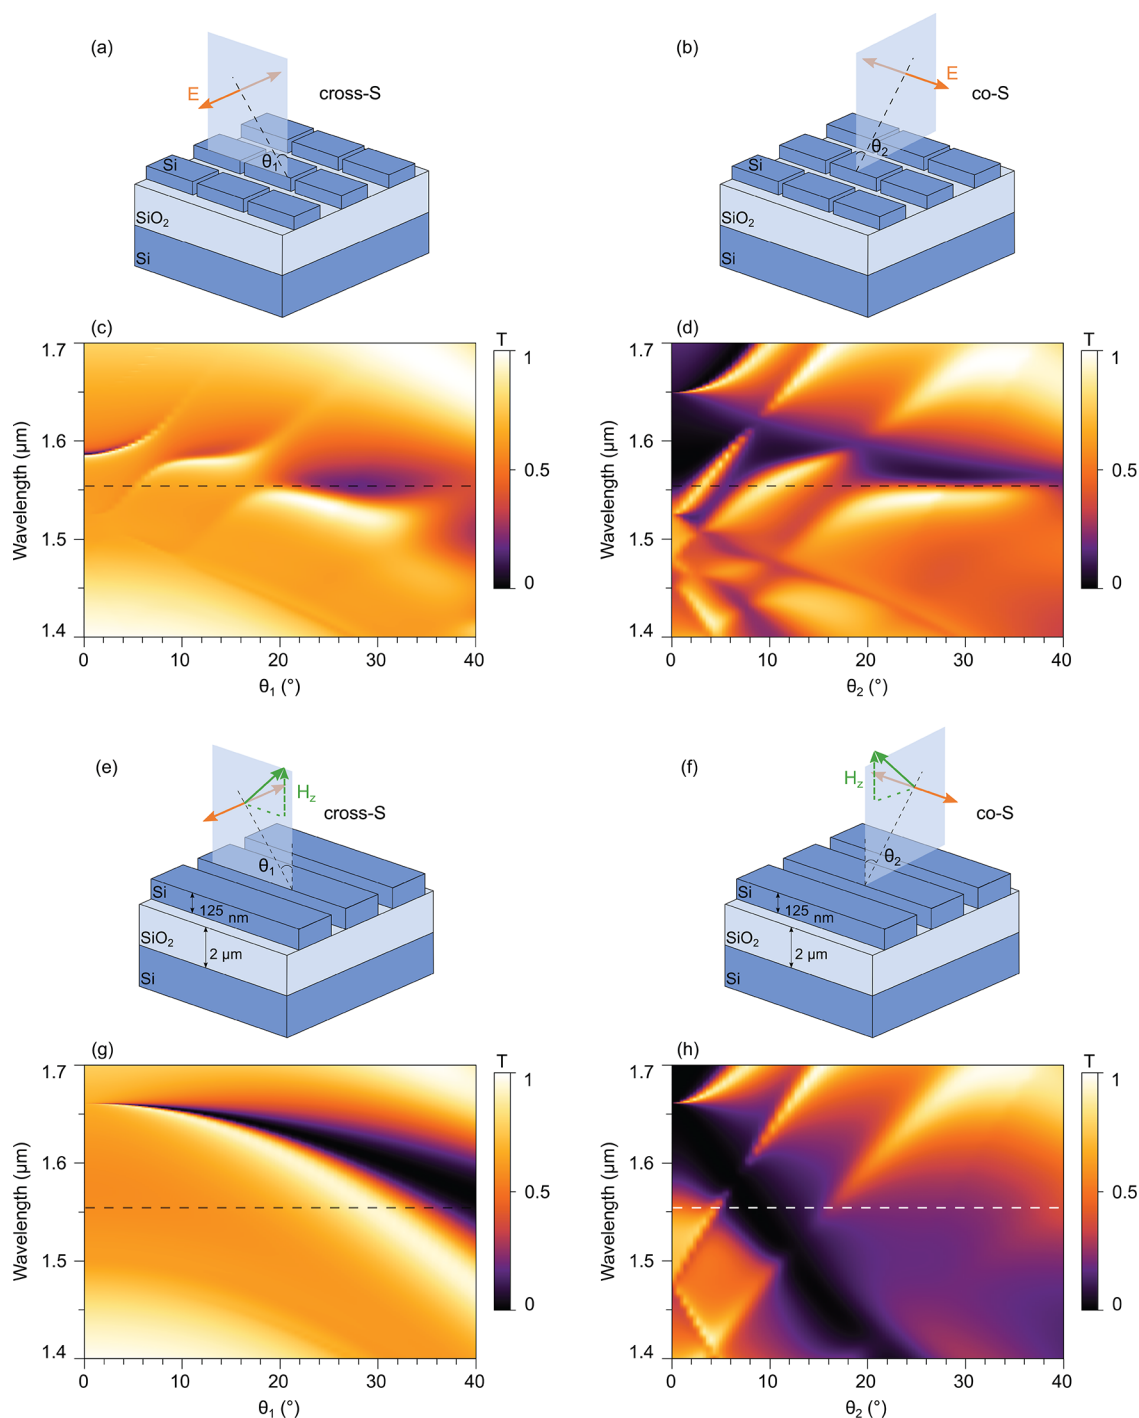 (a)
E
cross-S
θ1
Si
SiO2
Si
(b)
E
co-S
θ2
Si
SiO2
Si
(c)
T
1.7
1.6
1.5
1.4
Wavelength (μm)
0 10 20 30 40
θ1 (°)
1
0.5
0
(d)
T
1.7
1.6
1.5
1.4
Wavelength (μm)
0 10 20 30 40
θ2 (°)
1
0.5
0
(e)
Hz
cross-S
θ1
Si
125 nm
SiO2
2 μm
Si
(f)
Hz
co-S
θ2
Si
125 nm
SiO2
2 μm
Si
(g)
T
1.7
1.6
1.5
1.4
Wavelength (μm)
0 10 20 30 40
θ1 (°)
1
0.5
0
(h)
T
1.7
1.6
1.5
1.4
Wavelength (μm)
0 10 20 30 40
θ2 (°)
1
0.5
0